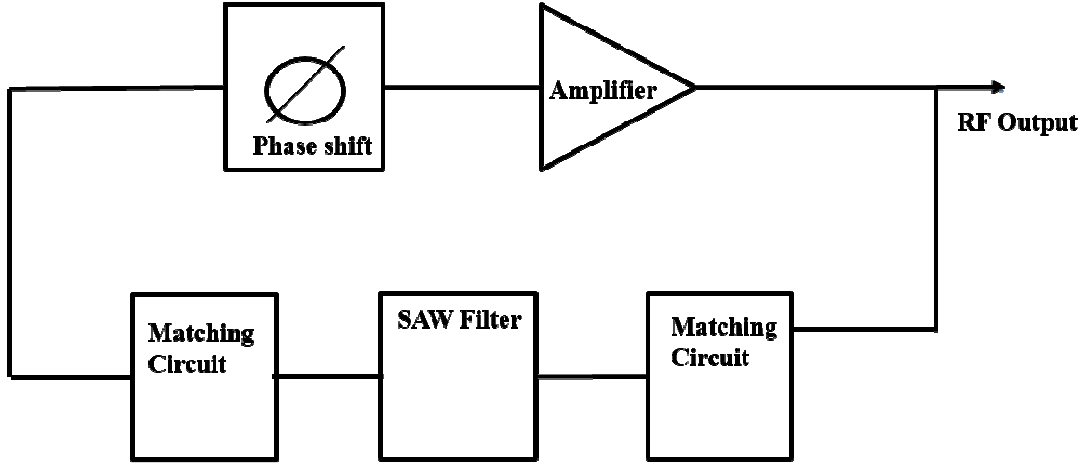 Phase shift
Amplifier
RF Output
Matching
Circuit
SAW Filter
Matching
Circuit